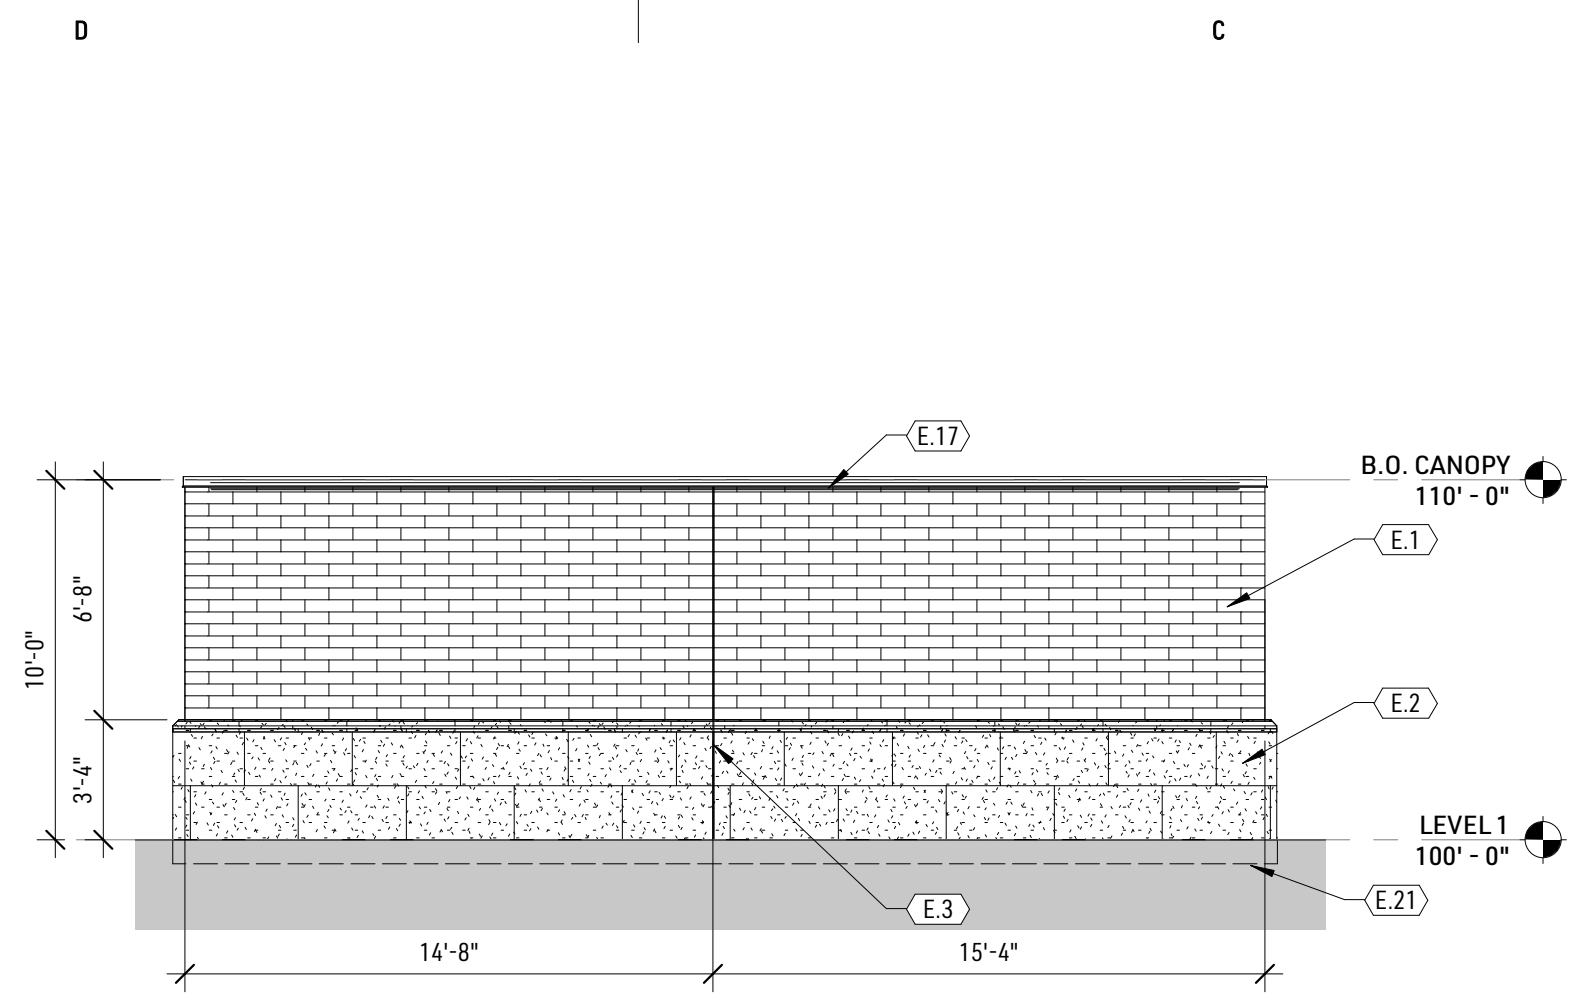 D
C
E.17
B.O. CANOPY
110' - 0"
E.1
6'-8"
10'-0"
E.2
3'-4"
LEVEL 1
100' - 0"
E.21
E.3
14'-8"
15'-4"